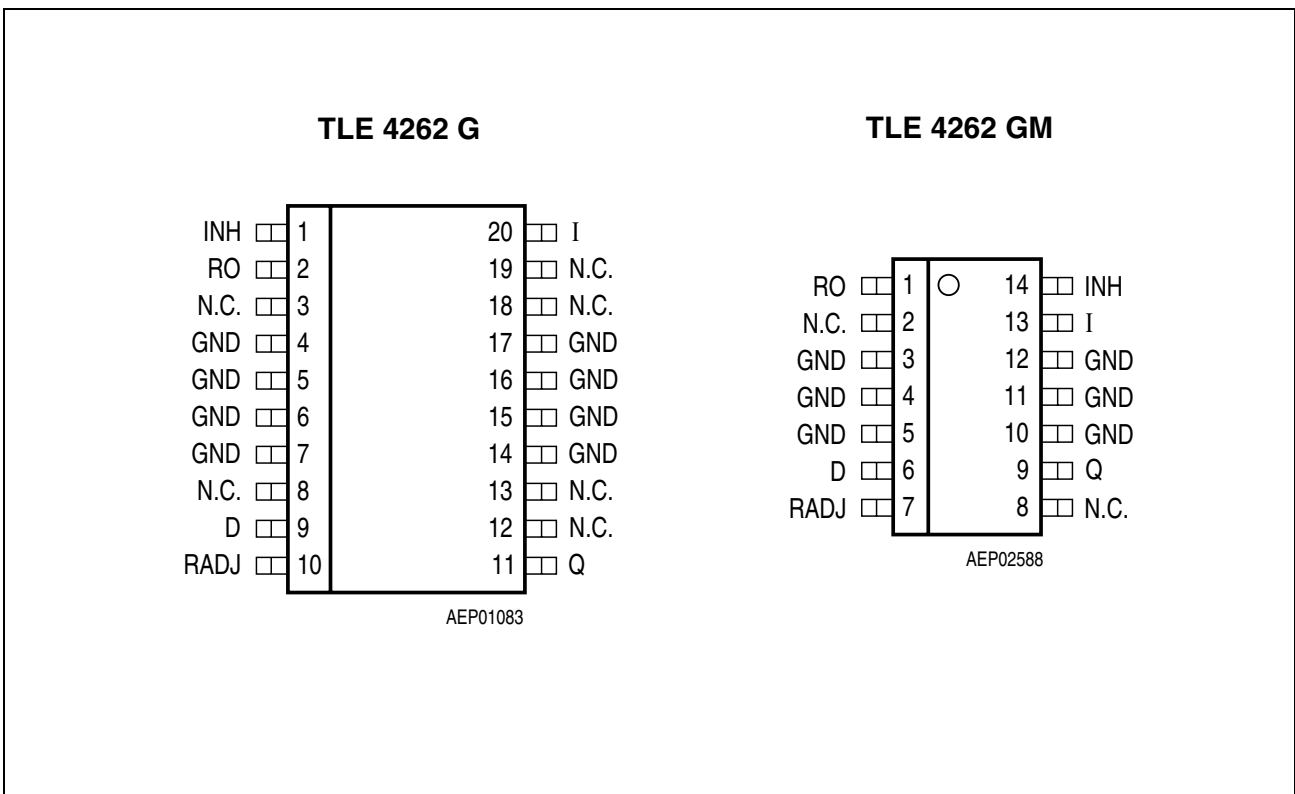 TLE 4262 G
INH 1 20 I
RO 2 19 N.C.
N.C. 3 18 N.C.
GND 4 17 GND
GND 5 16 GND
GND 6 15 GND
GND 7 14 GND
N.C. 8 13 N.C.
D 9 12 N.C.
RADJ 10 11 Q
AEP01083
TLE 4262 GM
RO 1 14 INH
N.C. 2 13 I
GND 3 12 GND
GND 4 11 GND
GND 5 10 GND
D 6 9 Q
RADJ 7 8 N.C.
AEP02588